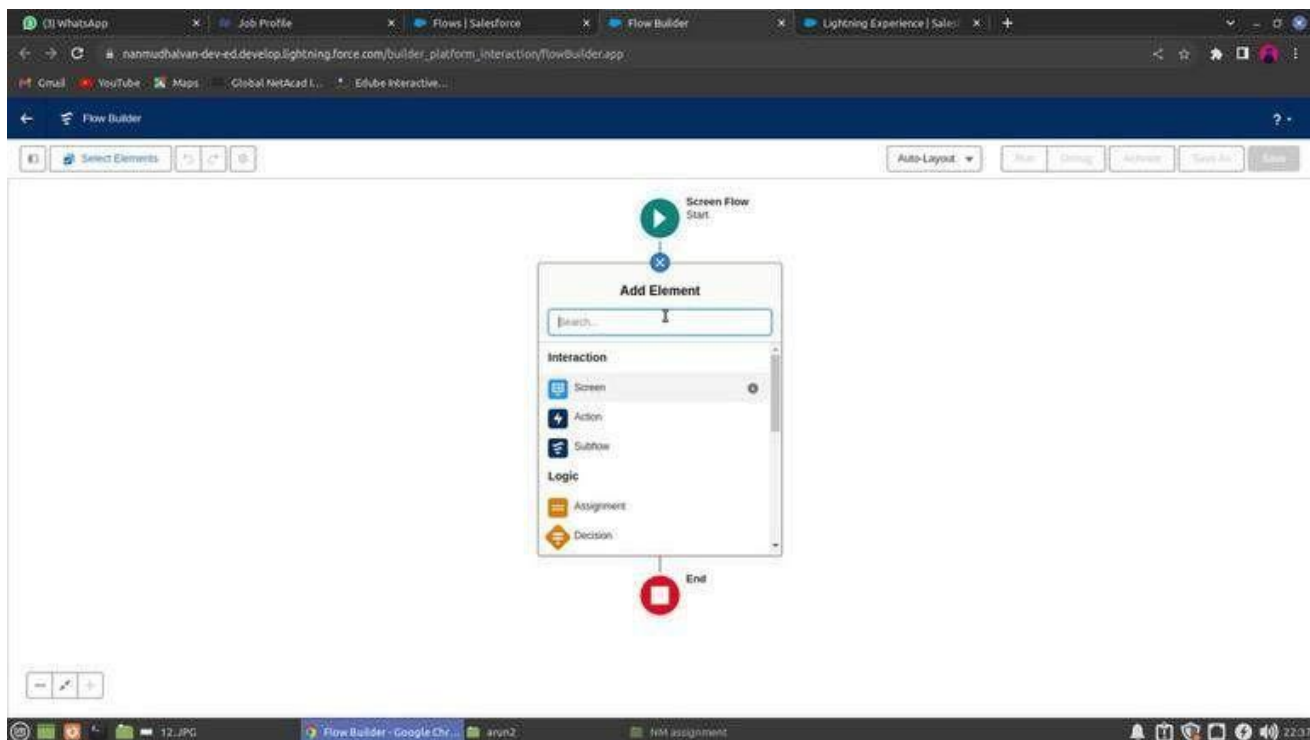 (3) WhatsApp
Job Profile
Flows | Salesforce
Flow Builder
Lightning Experience | Sales
nanmudhalvan-dev-ed.develop.lightning.force.com/builder_platform_interaction/flowBuilder.app
Gmail YouTube Maps Global NetAcad I... Edube Interactive...
Flow Builder ?
Select Elements Auto-Layout Run Debug Activate Save As Save
Screen Flow
Start
Add Element
Search...
Interaction
Screen
Action
Subflow
Logic
Assignment
Decision
End
12.JPG Flow Builder - Google Chr... arun2 NM assignment